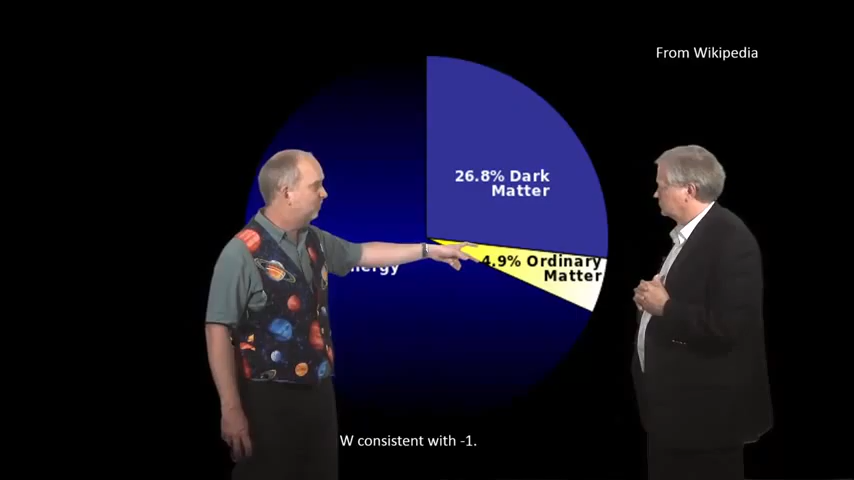 From Wikipedia
26.8% Dark
Matter
4.9% Ordinary
Matter
W consistent with -1.